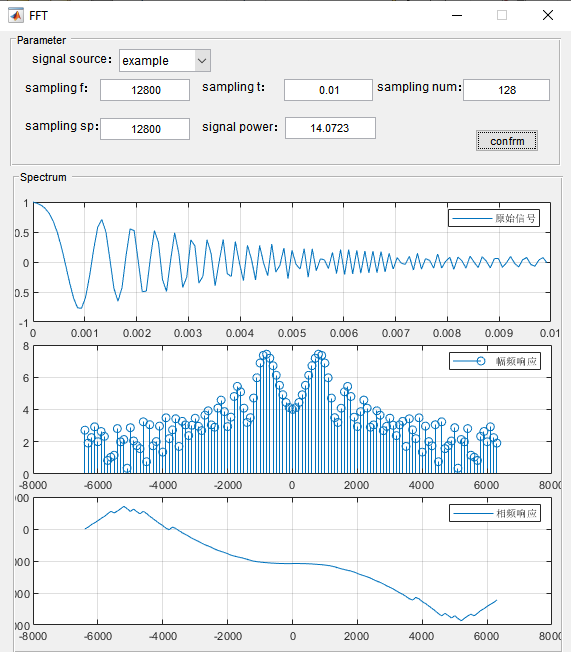 FFT
Parameter
signal source: example
sampling f: 12800 sampling t: 0.01 sampling num: 128
sampling sp: 12800 signal power: 14.0723
confrm
Spectrum
1
0.5
0
-0.5
-1
原始信号
0 0.001 0.002 0.003 0.004 0.005 0.006 0.007 0.008 0.009 0.01
8
6
4
2
0
幅频响应
-8000 -6000 -4000 -2000 0 2000 4000 6000 8000
0
相频响应
-8000 -6000 -4000 -2000 0 2000 4000 6000 8000